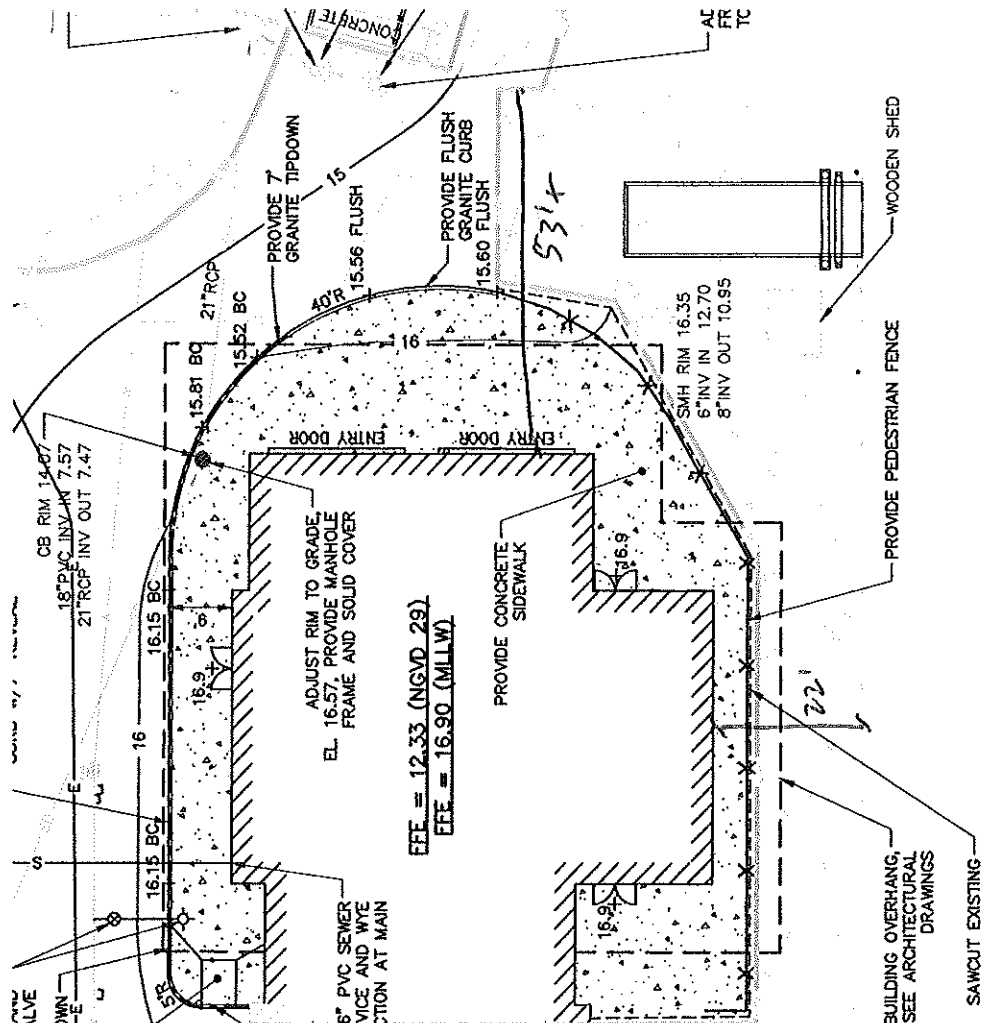 CONCRETE
PROVIDE 7'
GRANITE TIPDOWN
15
PROVIDE FLUSH
GRANITE CURB
15.56 FLUSH
15.60 FLUSH
53'±
WOODEN SHED
CB RIM 14.07
18"PVC INV IN 7.57
21"RCP INV OUT 7.47
21"RCP
40'R
15.81 BC
15.52 BC
16
SMH RIM 16.35
6"INV IN 12.70
8"INV OUT 10.95
ENTRY DOOR
ENTRY DOOR
PROVIDE PEDESTRIAN FENCE
16.15 BC
6
16.9
ADJUST RIM TO GRADE,
EL. 16.57, PROVIDE MANHOLE
FRAME AND SOLID COVER
PROVIDE CONCRETE
SIDEWALK
16.9
FFE = 12.33 (NGVD 29)
FFE = 16.90 (MLLW)
22'
16
E
E
E
S
16.15 BC
5'R
6" PVC SEWER
VICE AND WYE
CTION AT MAIN
16.9
BUILDING OVERHANG,
SEE ARCHITECTURAL
DRAWINGS
SAWCUT EXISTING